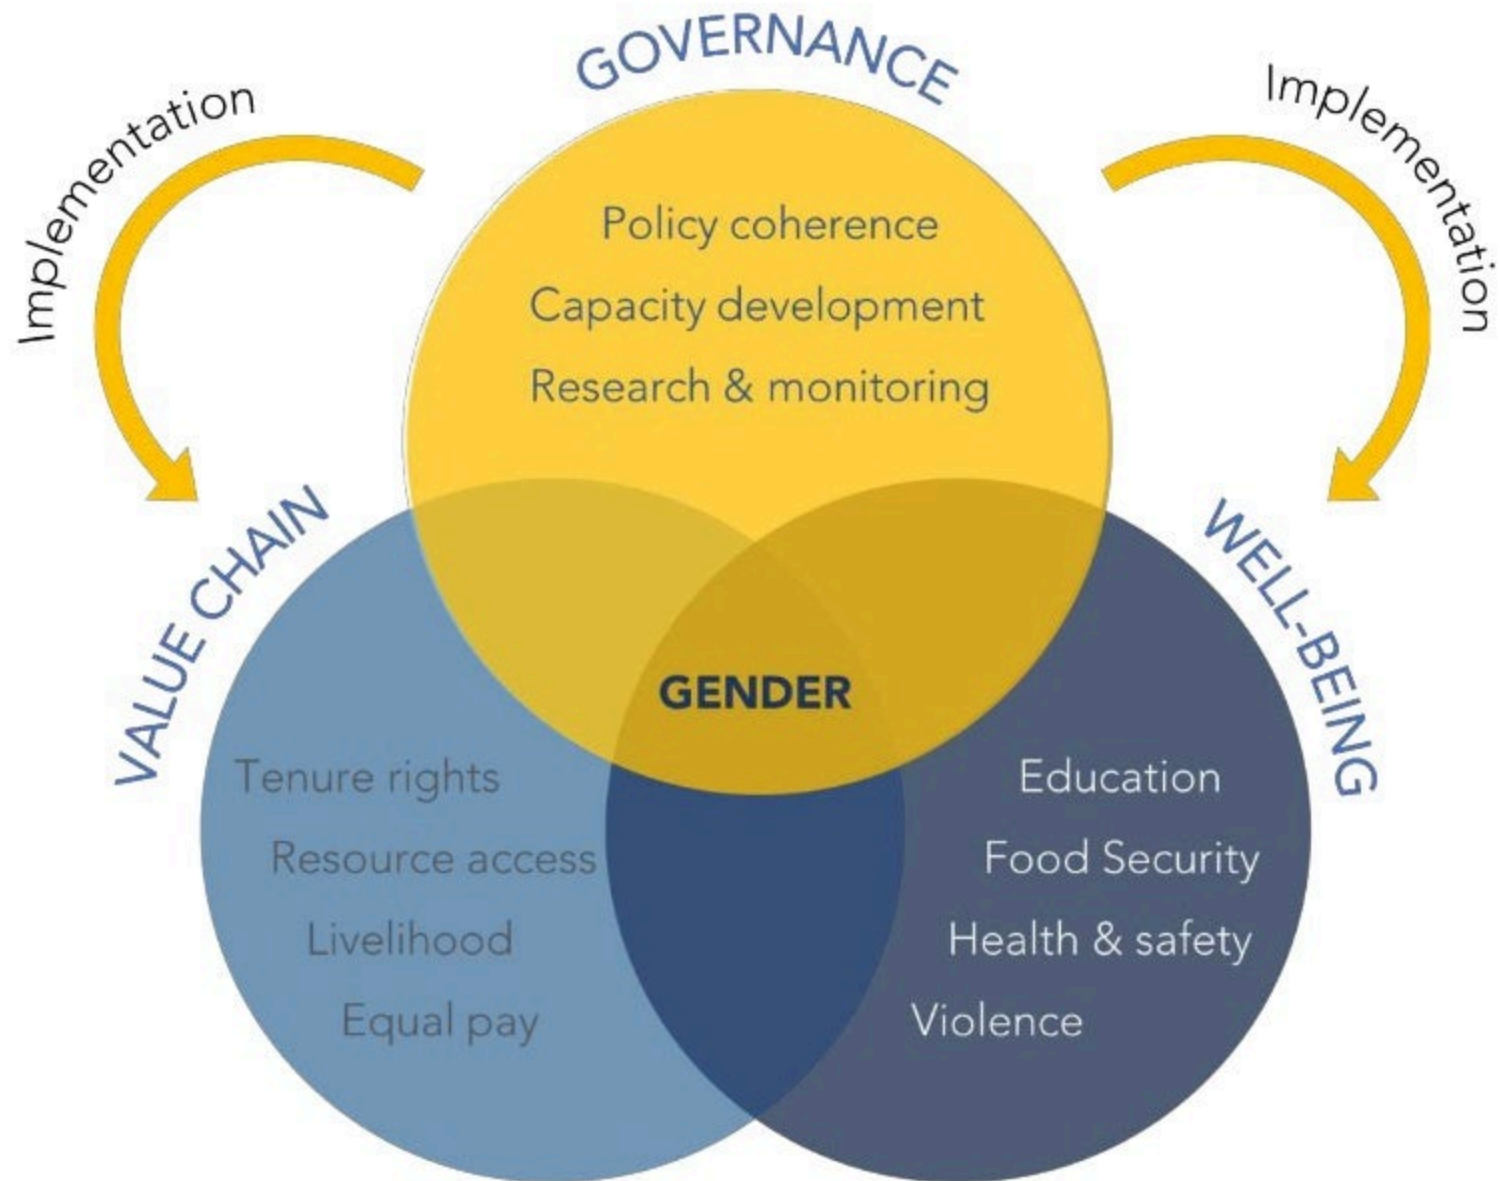 GOVERNANCE
Implementation
Implementation
Policy coherence
Capacity development
Research & monitoring
VALUE CHAIN
WELL-BEING
GENDER
Tenure rights
Resource access
Livelihood
Equal pay
Education
Food Security
Health & safety
Violence